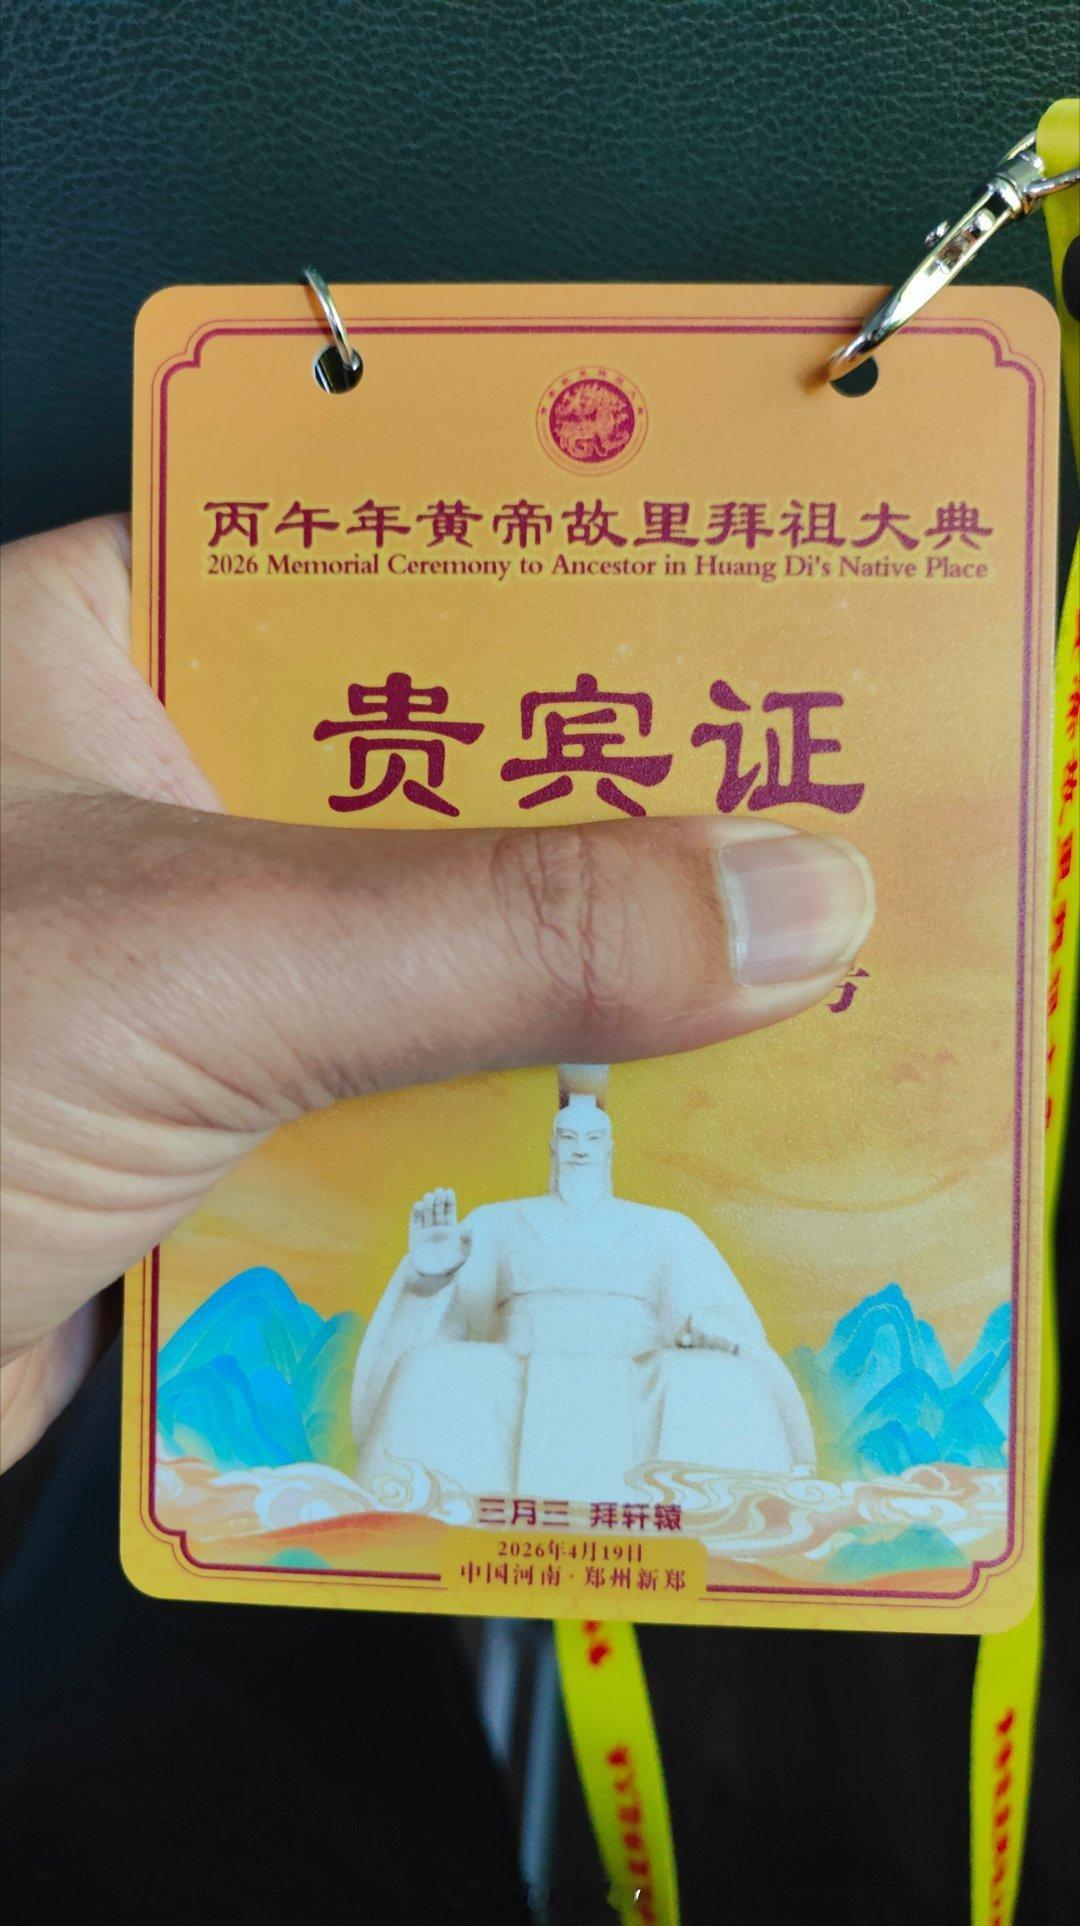 丙午年黄帝故里拜祖大典
2026 Memorial Ceremony to Ancestor in Huang Di's Native Place
贵宾证
号
三月三 拜轩辕
2026年4月19日
中国河南·郑州新郑